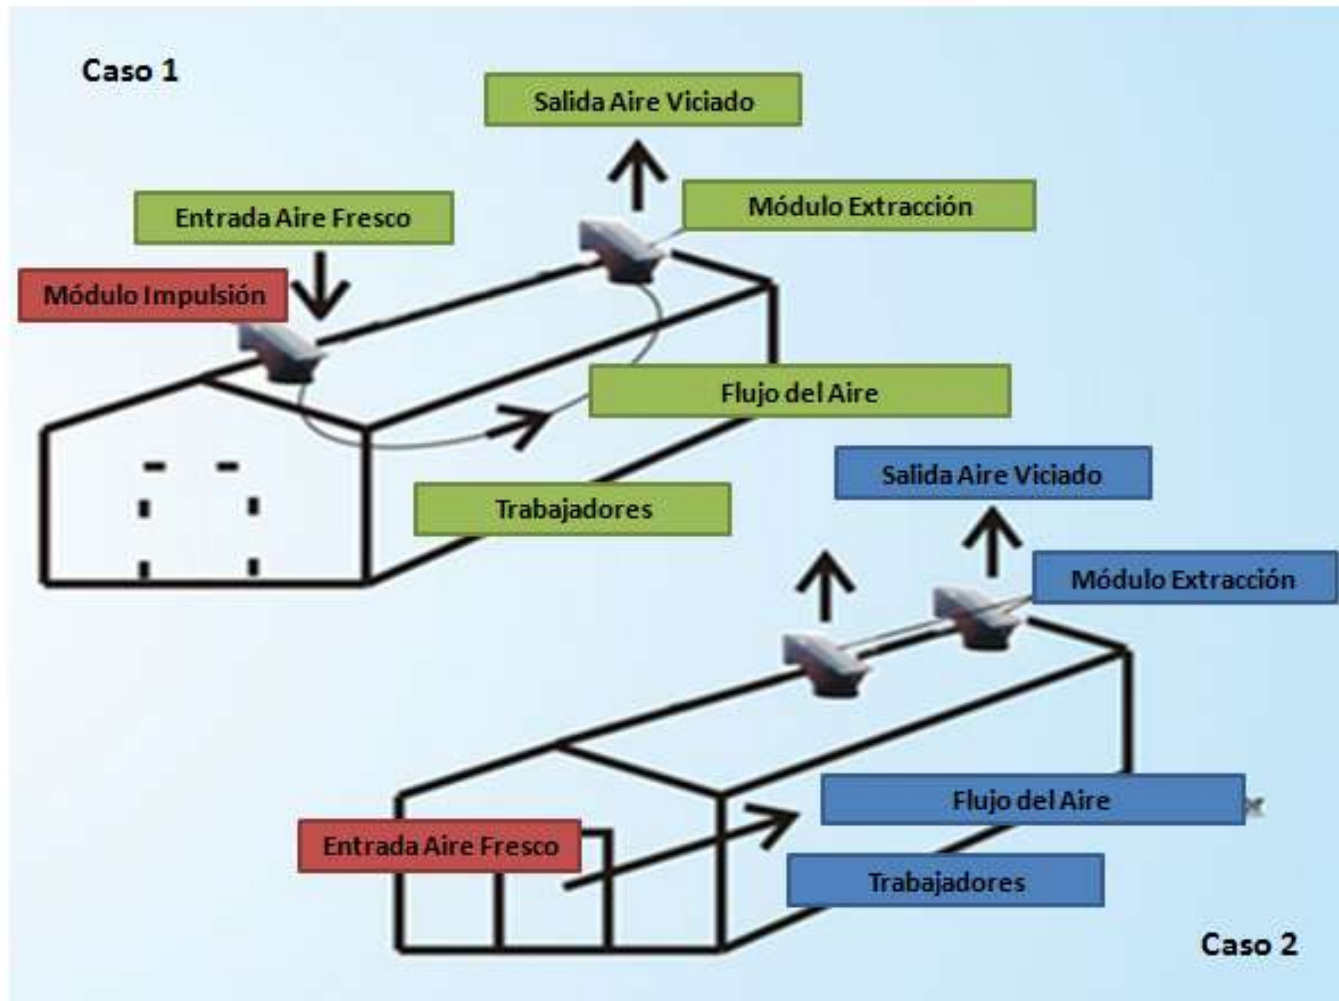 Caso 1
Salida Aire Viciado
Módulo Extracción
Entrada Aire Fresco
Módulo Impulsión
Flujo del Aire
Trabajadores
Salida Aire Viciado
Módulo Extracción
Flujo del Aire
Entrada Aire Fresco
Trabajadores
Caso 2